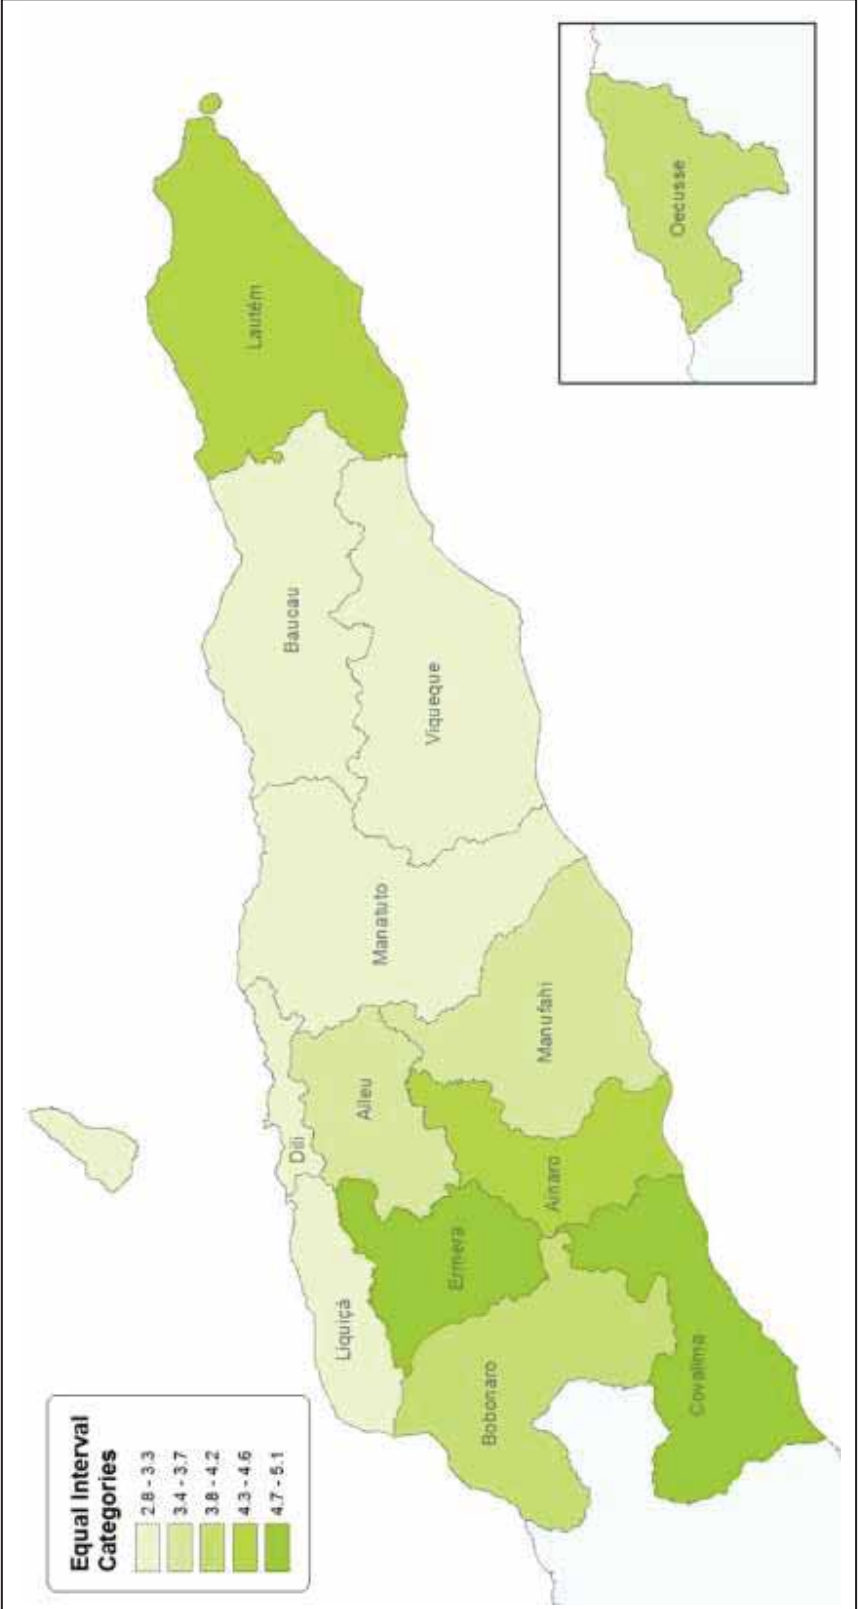 Equal Interval
Categories
2.8 - 3.3
3.4 - 3.7
3.8 - 4.2
4.3 - 4.6
4.7 - 5.1
Lautém
Baucau
Viqueque
Manatuto
Dili
Aileu
Manufahi
Liquiçá
Ermera
Ainaro
Bobonaro
Covalima
Oecusse